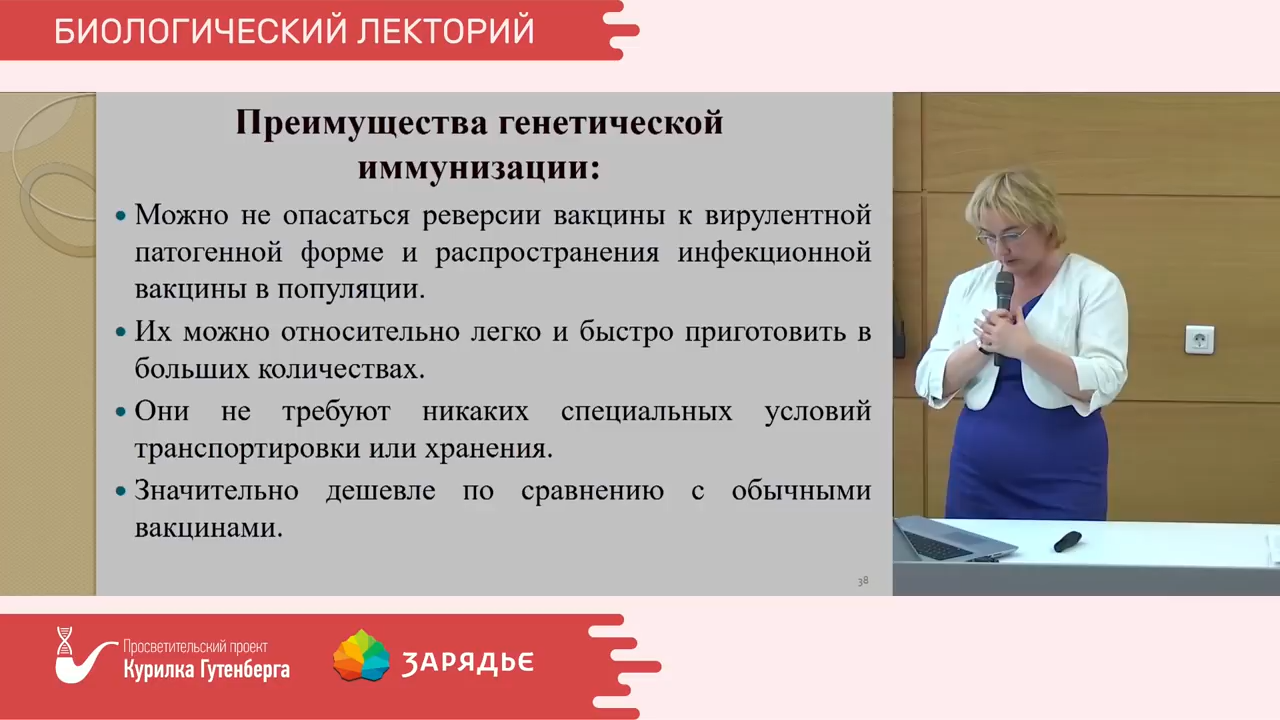 БИОЛОГИЧЕСКИЙ ЛЕКТОРИЙ
Преимущества генетической
иммунизации:
• Можно не опасаться реверсии вакцины к вирулентной
патогенной форме и распространения инфекционной
вакцины в популяции.
• Их можно относительно легко и быстро приготовить в
больших количествах.
• Они не требуют никаких специальных условий
транспортировки или хранения.
• Значительно дешевле по сравнению с обычными
вакцинами.
38
Просветительский проект
Курилка Гутенберга
ЗАРЯДЬЕ